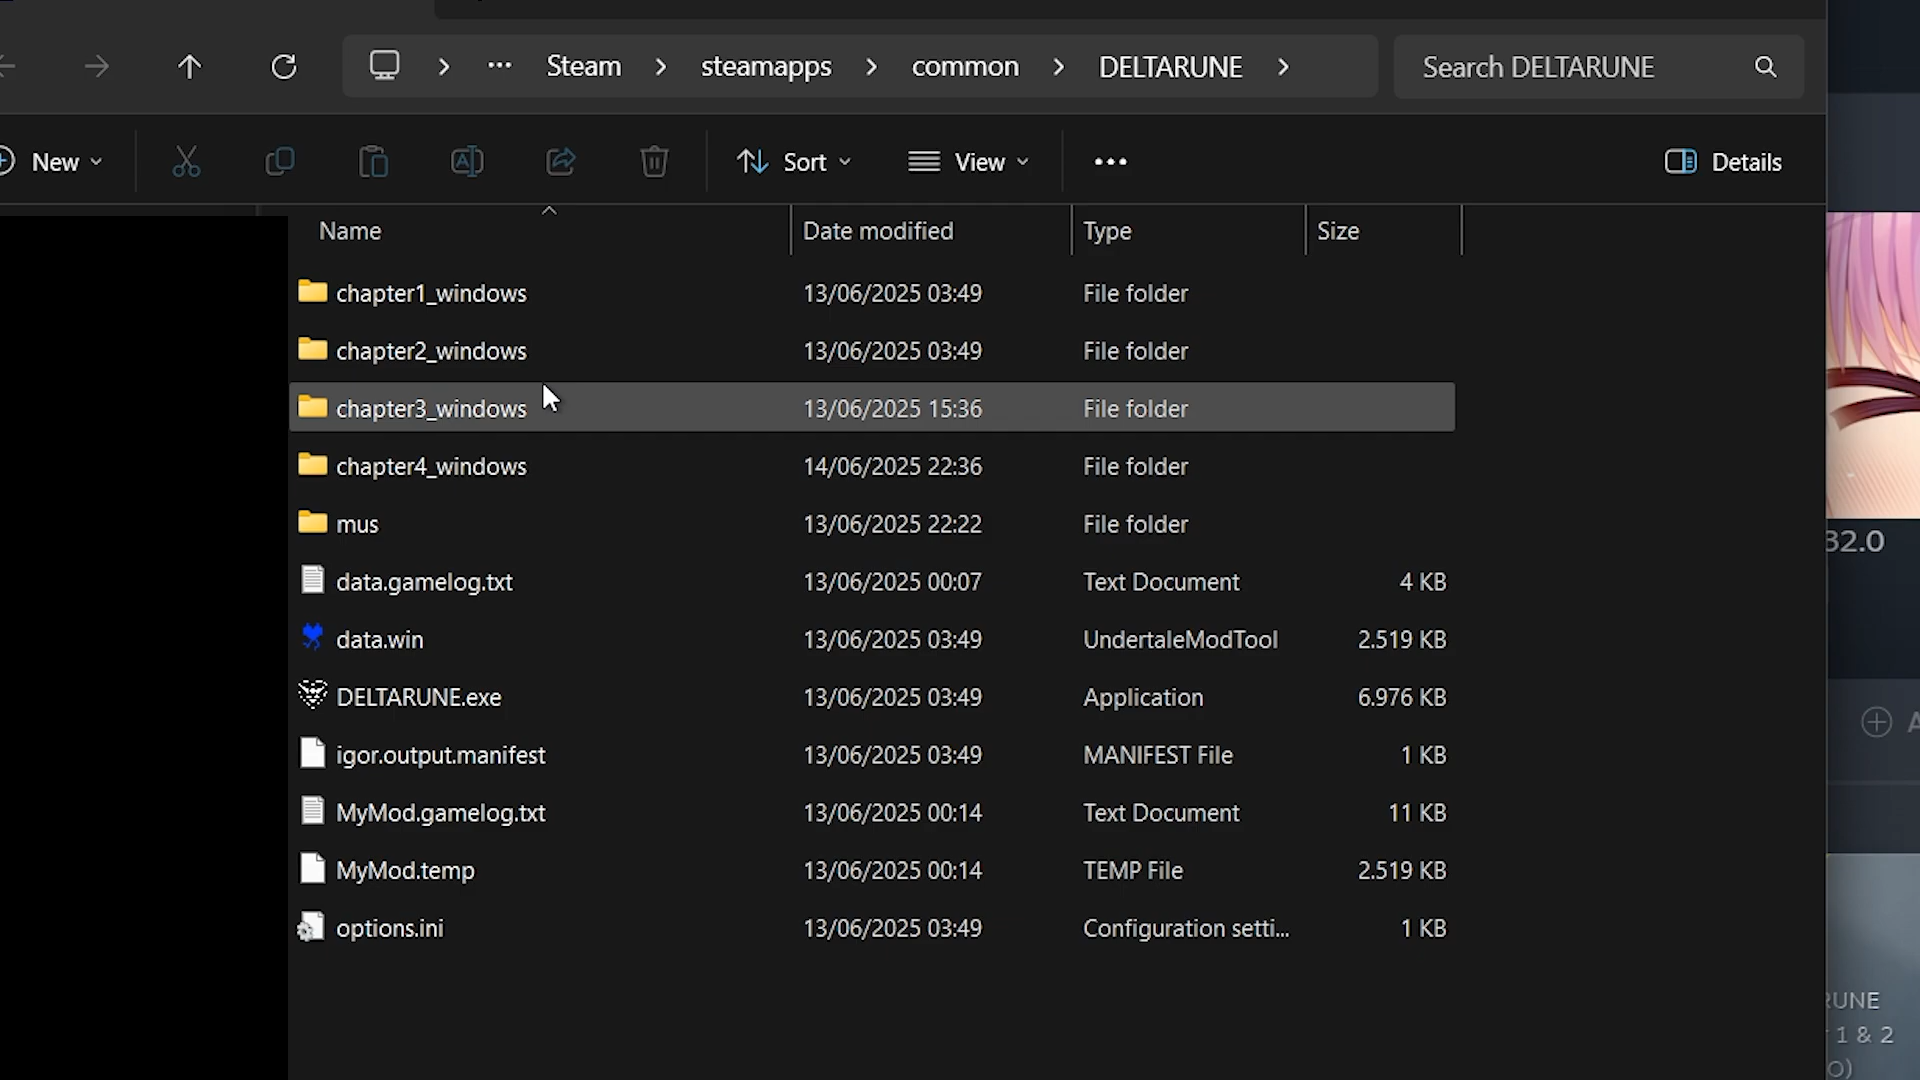 Steam > steamapps > common > DELTARUNE >
Search DELTARUNE
New
Sort
View
Details
Name Date modified Type Size
chapter1_windows 13/06/2025 03:49 File folder
chapter2_windows 13/06/2025 03:49 File folder
chapter3_windows 13/06/2025 15:36 File folder
chapter4_windows 14/06/2025 22:36 File folder
mus 13/06/2025 22:22 File folder
data.gamelog.txt 13/06/2025 00:07 Text Document 4 KB
data.win 13/06/2025 03:49 UndertaleModTool 2.519 KB
DELTARUNE.exe 13/06/2025 03:49 Application 6.976 KB
igor.output.manifest 13/06/2025 03:49 MANIFEST File 1 KB
MyMod.gamelog.txt 13/06/2025 00:14 Text Document 11 KB
MyMod.temp 13/06/2025 00:14 TEMP File 2.519 KB
options.ini 13/06/2025 03:49 Configuration setti... 1 KB
32.0
RUNE
1 & 2